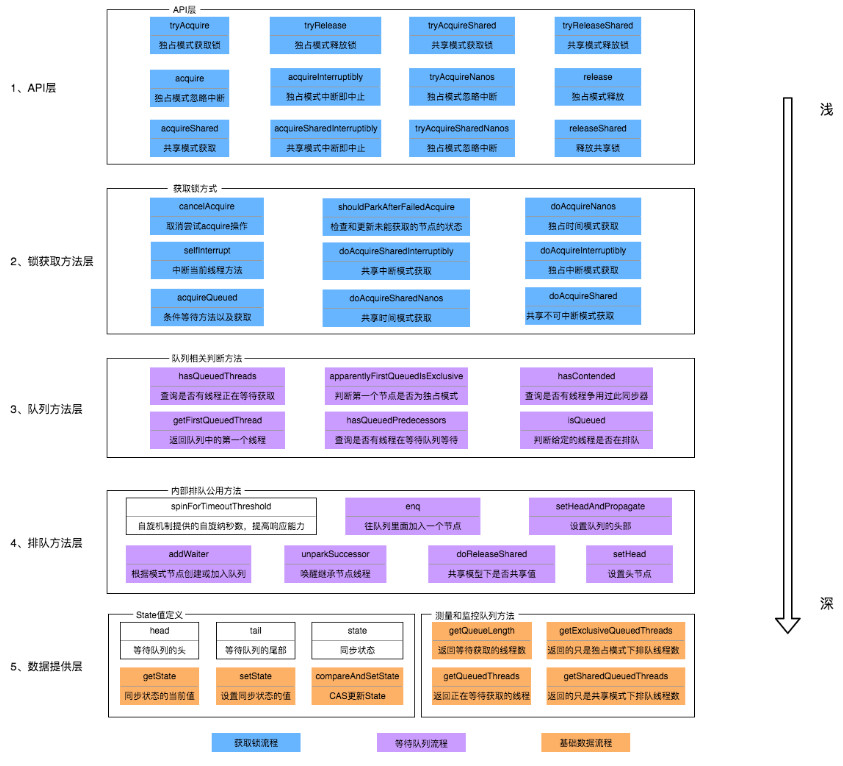 API层
1、API层
tryAcquire
独占模式获取锁
tryRelease
独占模式释放锁
tryAcquireShared
共享模式获取锁
tryReleaseShared
共享模式释放锁
acquire
独占模式忽略中断
acquireInterruptibly
独占模式中断即中止
tryAcquireNanos
独占模式忽略中断
release
独占模式释放
acquireShared
共享模式获取
acquireSharedInterruptibly
共享模式中断即中止
tryAcquireSharedNanos
独占模式忽略中断
releaseShared
释放共享锁
浅
获取锁方式
2、锁获取方法层
cancelAcquire
取消尝试acquire操作
shouldParkAfterFailedAcquire
检查和更新未能获取的节点的状态
doAcquireNanos
独占时间模式获取
selfInterrupt
中断当前线程方法
doAcquireSharedInterruptibly
共享中断模式获取
doAcquireInterruptibly
独占中断模式获取
acquireQueued
条件等待方法以及获取
doAcquireSharedNanos
共享时间模式获取
doAcquireShared
共享不可中断模式获取
队列相关判断方法
3、队列方法层
hasQueuedThreads
查询是否有线程正在等待获取
apparentlyFirstQueuedIsExclusive
判断第一个节点是否为独占模式
hasContended
查询是否有线程争用过此同步器
getFirstQueuedThread
返回队列中的第一个线程
hasQueuedPredecessors
查询是否有线程在等待队列等待
isQueued
判断给定的线程是否在排队
内部排队公用方法
4、排队方法层
spinForTimeoutThreshold
自旋机制提供的自旋纳秒数，提高响应能力
enq
往队列里面加入一个节点
setHeadAndPropagate
设置队列的头部
addWaiter
根据模式节点创建或加入队列
unparkSuccessor
唤醒继承节点线程
doReleaseShared
共享模型下是否共享值
setHead
设置头节点
深
State值定义
5、数据提供层
head
等待队列的头
tail
等待队列的尾部
state
同步状态
getState
同步状态的当前值
setState
设置同步状态的值
compareAndSetState
CAS更新State
测量和监控队列方法
getQueueLength
返回等待获取的线程数
getExclusiveQueuedThreads
返回的只是独占模式下排队线程数
getQueuedThreads
返回正在等待获取的线程
getSharedQueuedThreads
返回的只是共享模式下排队线程数
获取锁流程
等待队列流程
基础数据流程